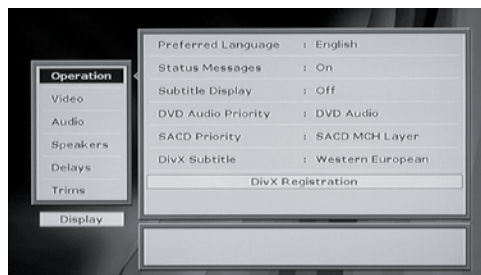 Operation
Video
Audio
Speakers
Delays
Trims
Display
Preferred Language : English
Status Messages : On
Subtitle Display : Off
DVD Audio Priority : DVD Audio
SACD Priority : SACD MCH Layer
DivX Subtitle : Western European
DivX Registration